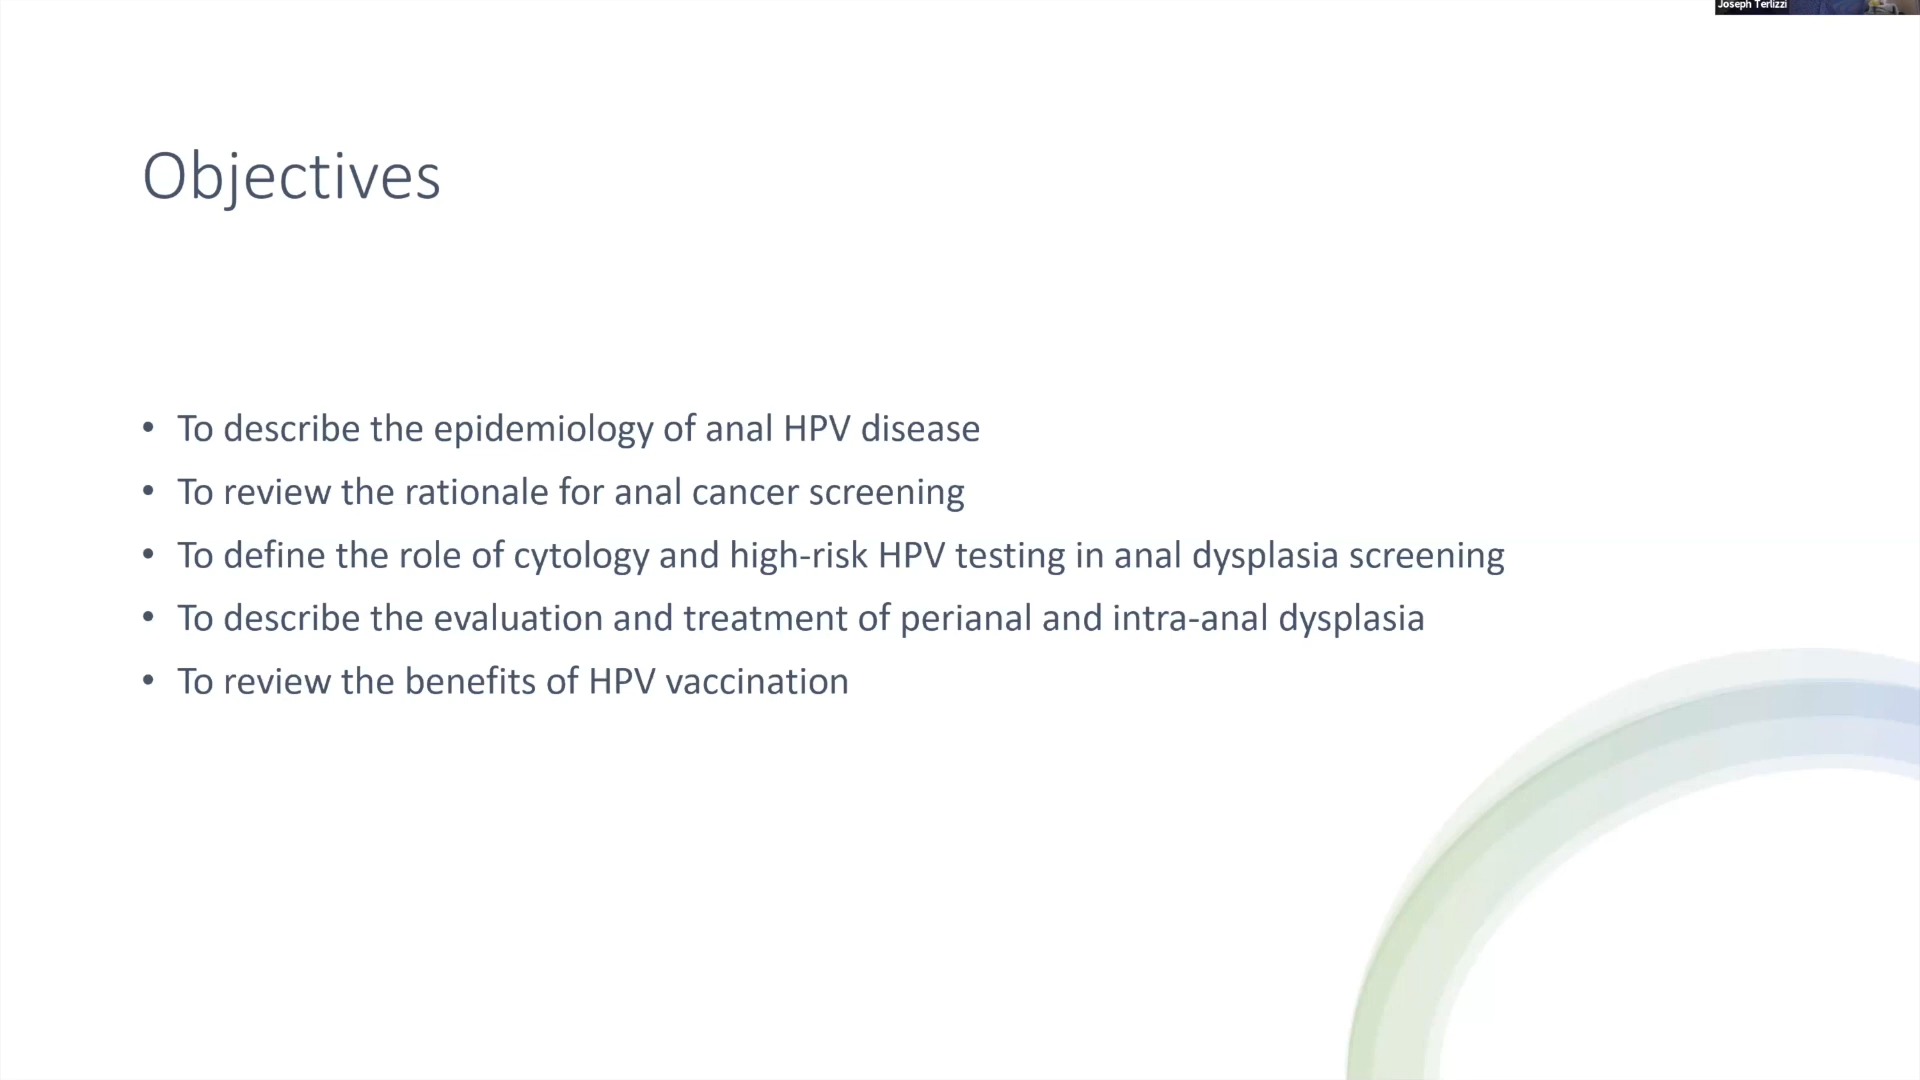 Joseph Terlizzi
Objectives
• To describe the epidemiology of anal HPV disease
• To review the rationale for anal cancer screening
• To define the role of cytology and high-risk HPV testing in anal dysplasia screening
• To describe the evaluation and treatment of perianal and intra-anal dysplasia
• To review the benefits of HPV vaccination